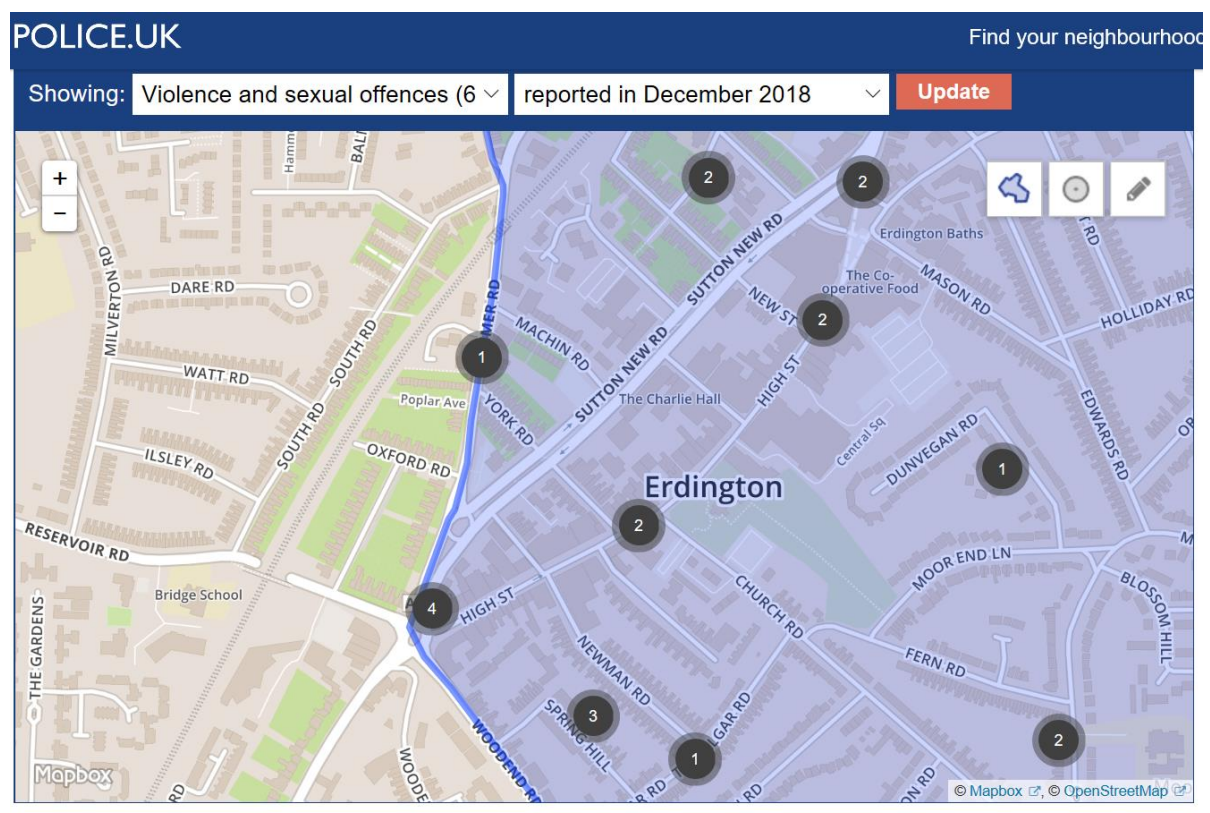 POLICE.UK
Find your neighbourhood
Showing:
Violence and sexual offences (6
reported in December 2018
Update
+
−
2
2
Erdington Baths
SUTTON NEW RD
The Co-
operative Food
MASON RD
MILVERTON RD
DARE RD
NEW ST
2
HOLLIDAY RD
MER RD
MACHIN RD
1
SOUTH RD
SUTTON NEW RD
WATT RD
HIGH ST
The Charlie Hall
Poplar Ave
YORK RD
EDWARDS RD
Central Sq
SOUTH RD
DUNVEGAN RD
ILSLEY RD
OXFORD RD
1
Erdington
2
RESERVOIR RD
MOOR END LN
BLOSSOM HILL
Bridge School
4
HIGH ST
CHURCH RD
THE GARDENS
NEWMAN RD
FERN RD
3
SPRING HILL
WOODEND RD
1
2
Mapbox
© Mapbox, © OpenStreetMap